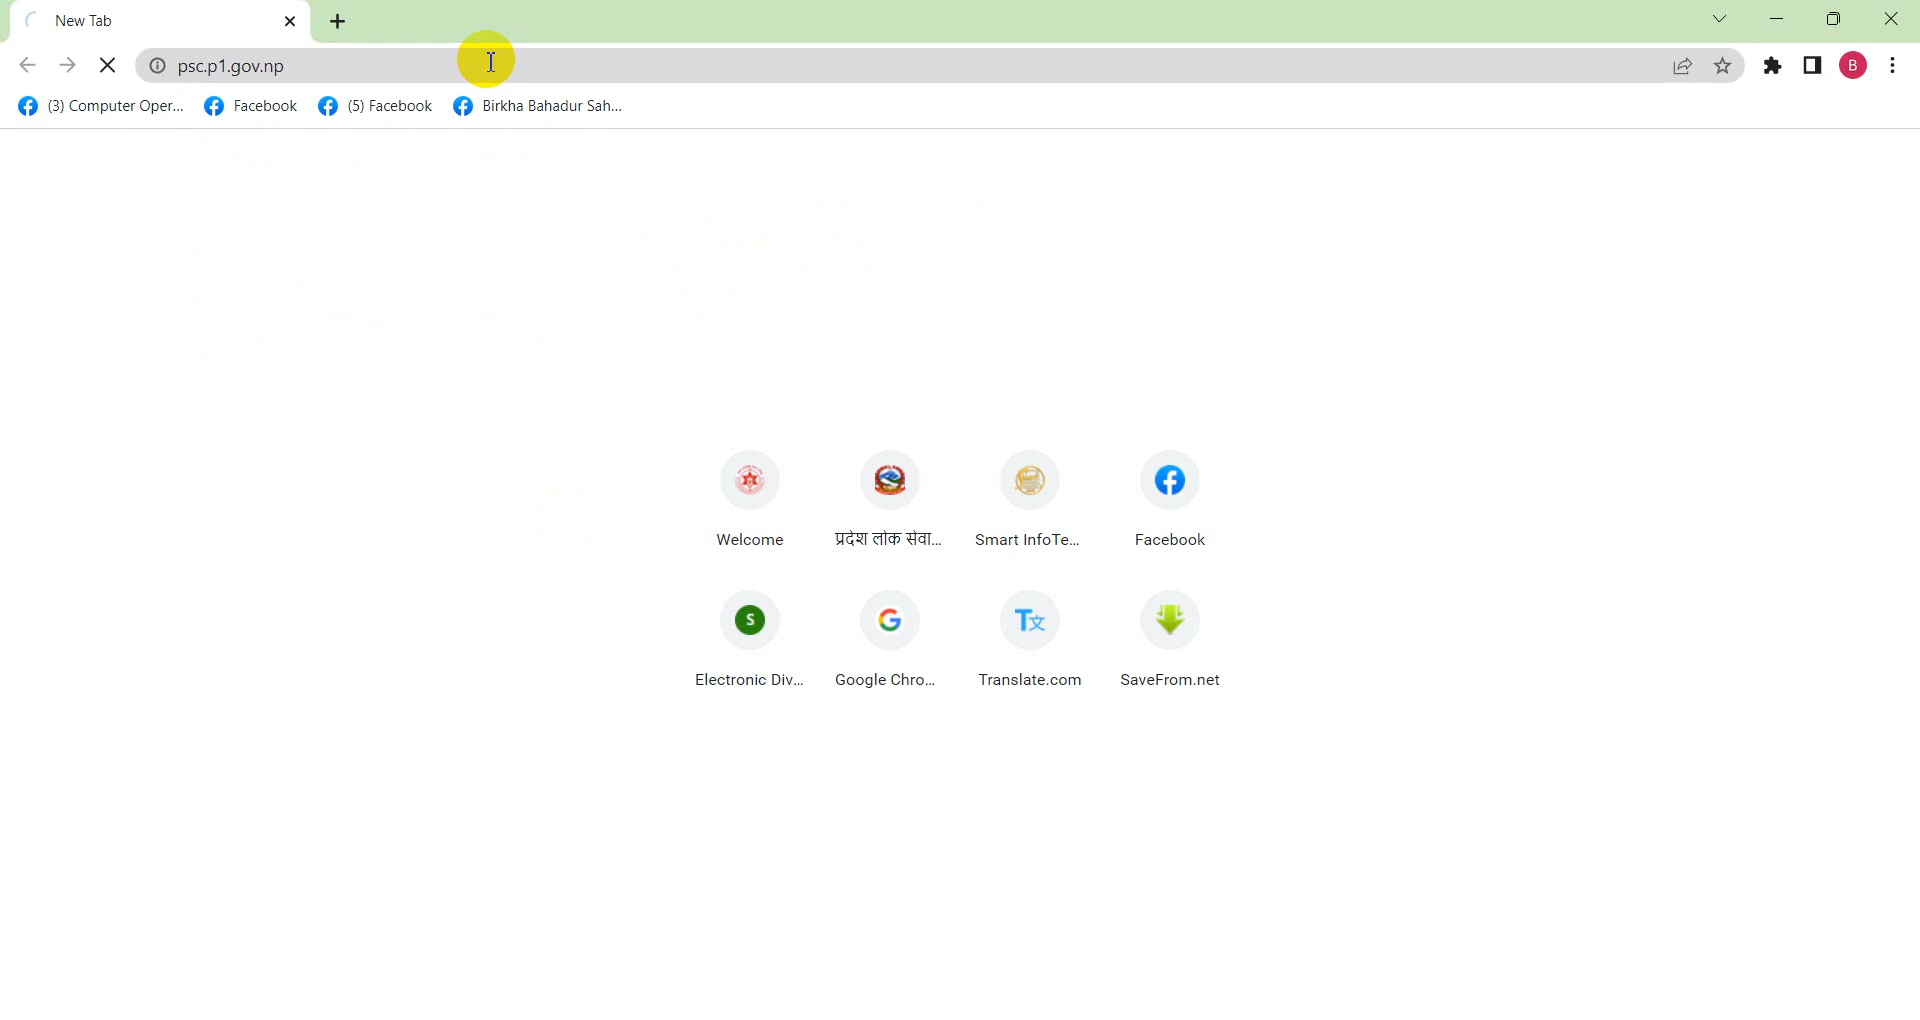 New Tab
psc.p1.gov.np
B
(3) Computer Oper... Facebook (5) Facebook Birkha Bahadur Sah...
Welcome प्रदेश लोक सेवा... Smart InfoTe... Facebook
S
Electronic Div... Google Chro... Translate.com SaveFrom.net